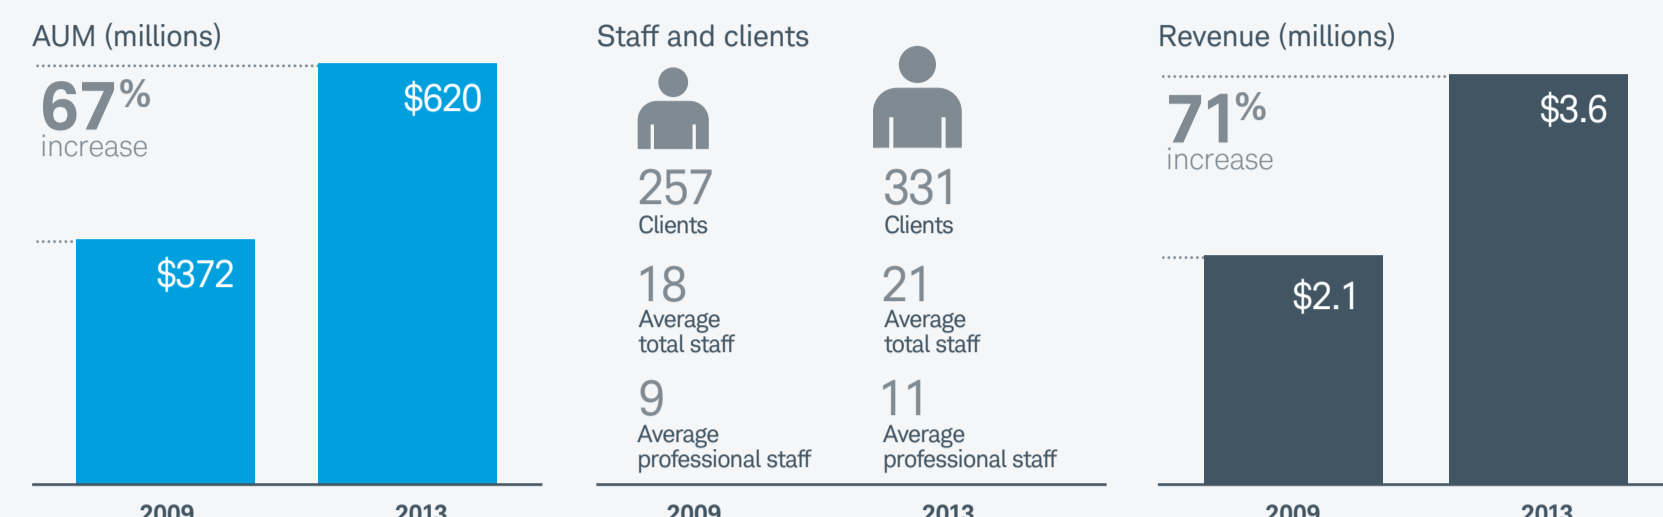 AUM (millions)
67%
increase
$620
$372
2009
2013
Staff and clients
257
Clients
18
Average
total staff
9
Average
professional staff
2009
331
Clients
21
Average
total staff
11
Average
professional staff
2013
Revenue (millions)
71%
increase
$3.6
$2.1
2009
2013